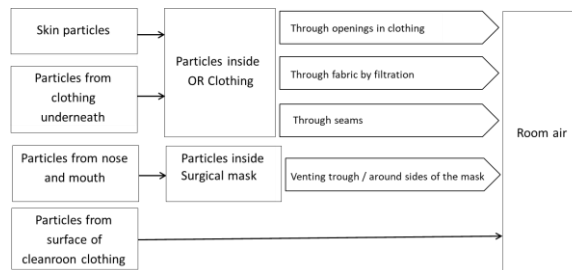 Skin particles
Particles from
clothing
underneath
Particles from nose
and mouth
Particles from
surface of
cleanroon clothing
Particles inside
OR Clothing
Particles inside
Surgical mask
Through openings in clothing
Through fabric by filtration
Through seams
Venting trough / around sides of the mask
Room air